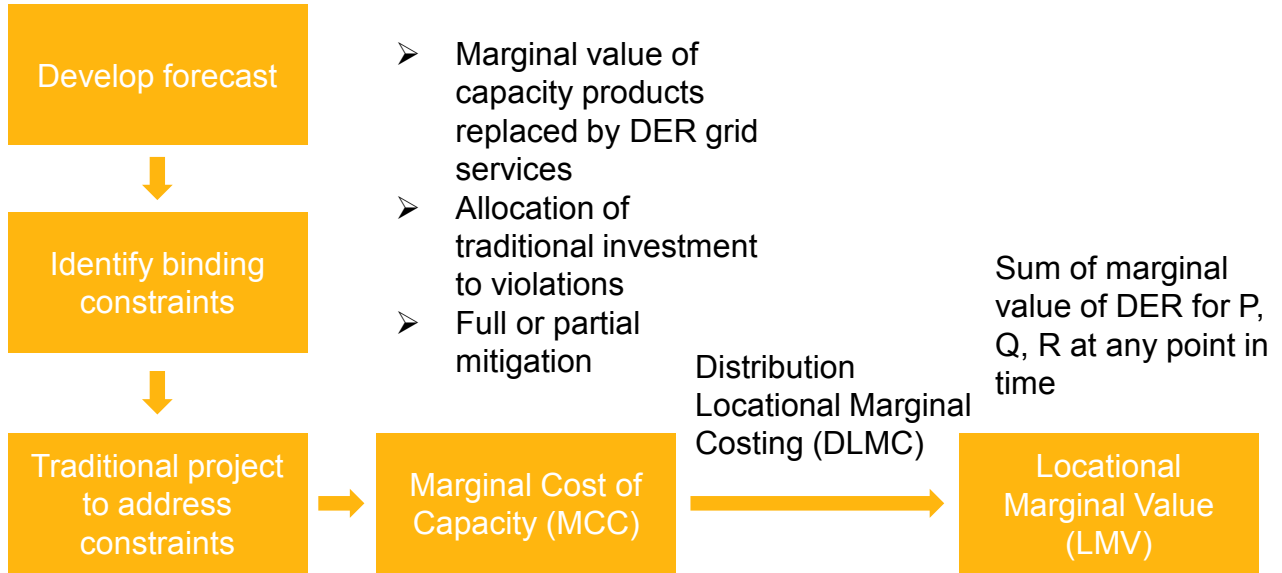 Develop forecast
Identify binding
constraints
Traditional project
to address
constraints
➢ Marginal value of
capacity products
replaced by DER grid
services
➢ Allocation of
traditional investment
to violations
➢ Full or partial
mitigation
Marginal Cost of
Capacity (MCC)
Distribution
Locational Marginal
Costing (DLMC)
Sum of marginal
value of DER for P,
Q, R at any point in
time
Locational
Marginal Value
(LMV)